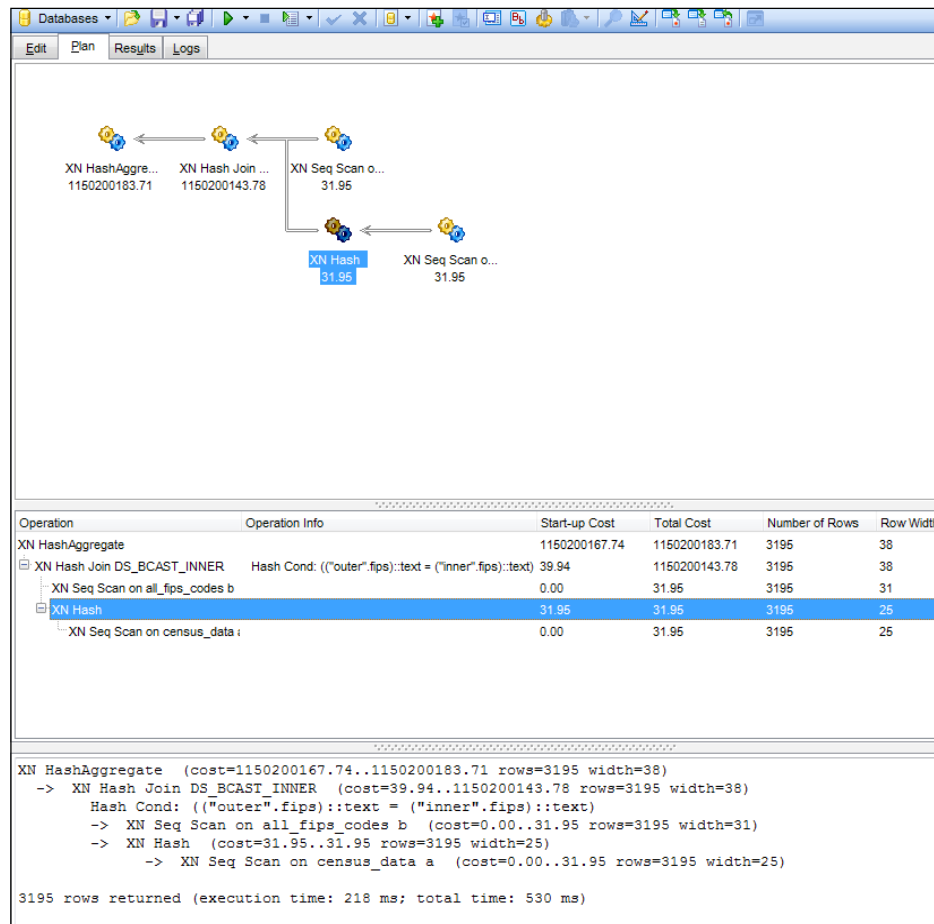 Databases
Edit Plan Results Logs
XN HashAggre... XN Hash Join ... XN Seq Scan o...
1150200183.71 1150200143.78 31.95
XN Hash XN Seq Scan o...
31.95 31.95
Operation Operation Info Start-up Cost Total Cost Number of Rows Row Widt
XN HashAggregate 1150200167.74 1150200183.71 3195 38
XN Hash Join DS_BCAST_INNER Hash Cond: (("outer".fips)::text = ("inner".fips)::text) 39.94 1150200143.78 3195 38
XN Seq Scan on all_fips_codes b 0.00 31.95 3195 31
XN Hash 31.95 31.95 3195 25
XN Seq Scan on census_data 0.00 31.95 3195 25
XN HashAggregate (cost=1150200167.74..1150200183.71 rows=3195 width=38)
-> XN Hash Join DS_BCAST_INNER (cost=39.94..1150200143.78 rows=3195 width=38)
Hash Cond: (("outer".fips)::text = ("inner".fips)::text)
-> XN Seq Scan on all_fips_codes b (cost=0.00..31.95 rows=3195 width=31)
-> XN Hash (cost=31.95..31.95 rows=3195 width=25)
-> XN Seq Scan on census_data a (cost=0.00..31.95 rows=3195 width=25)
3195 rows returned (execution time: 218 ms; total time: 530 ms)